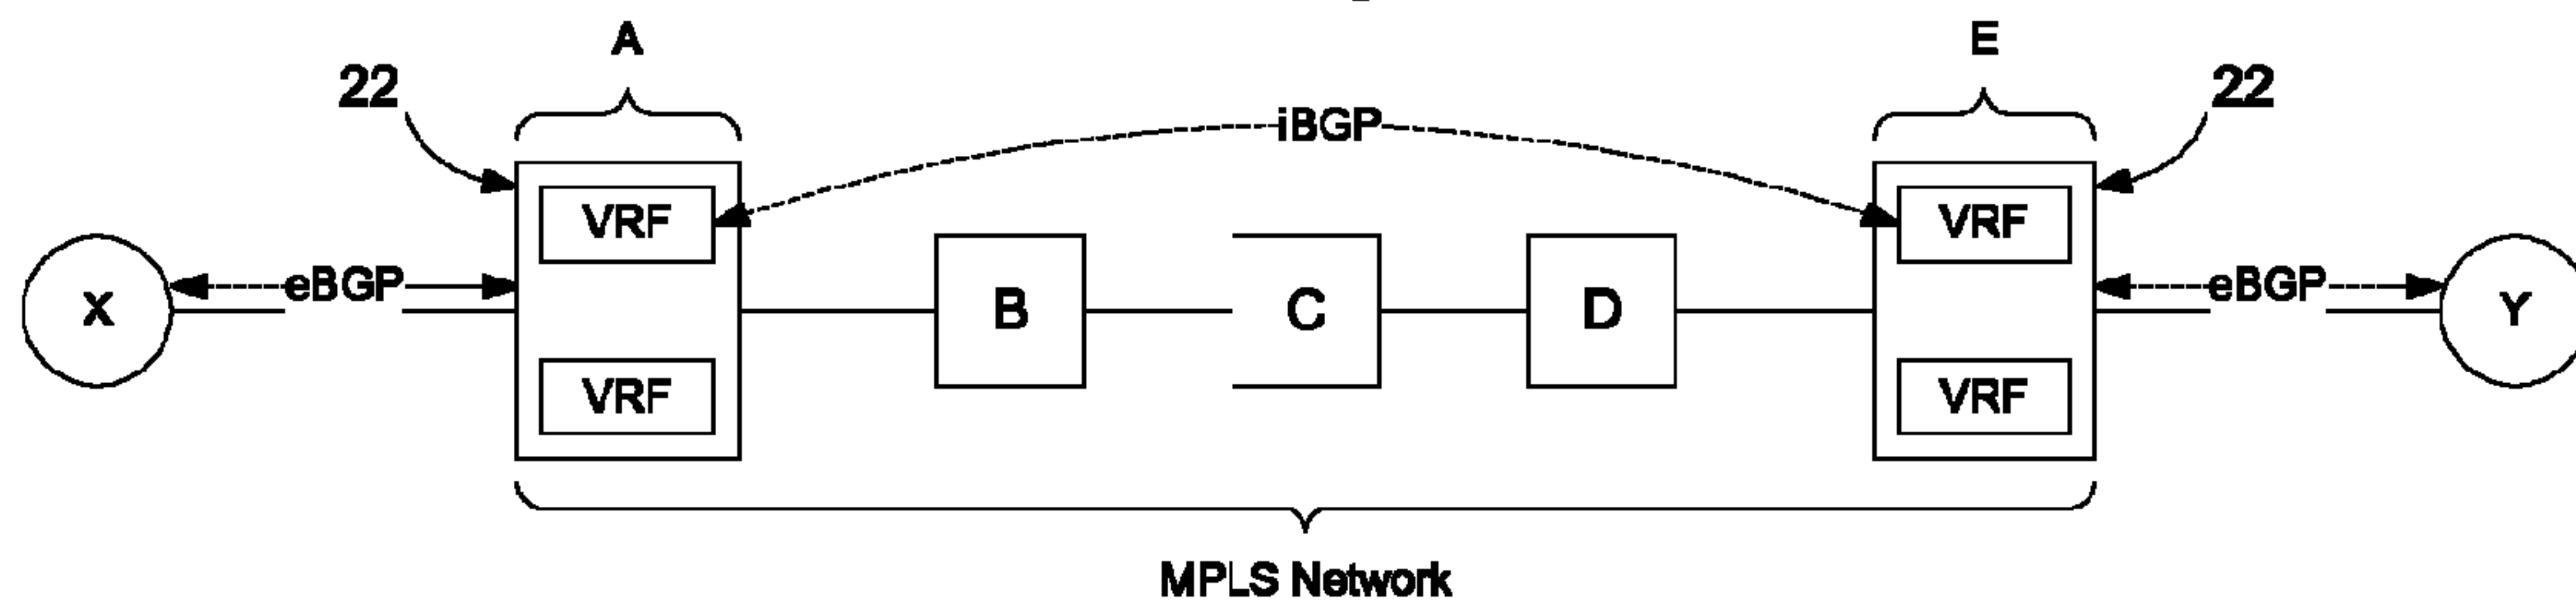 A
E
22
22
iBGP
VRF
VRF
X
eBGP
B
C
D
eBGP
Y
VRF
VRF
MPLS Network